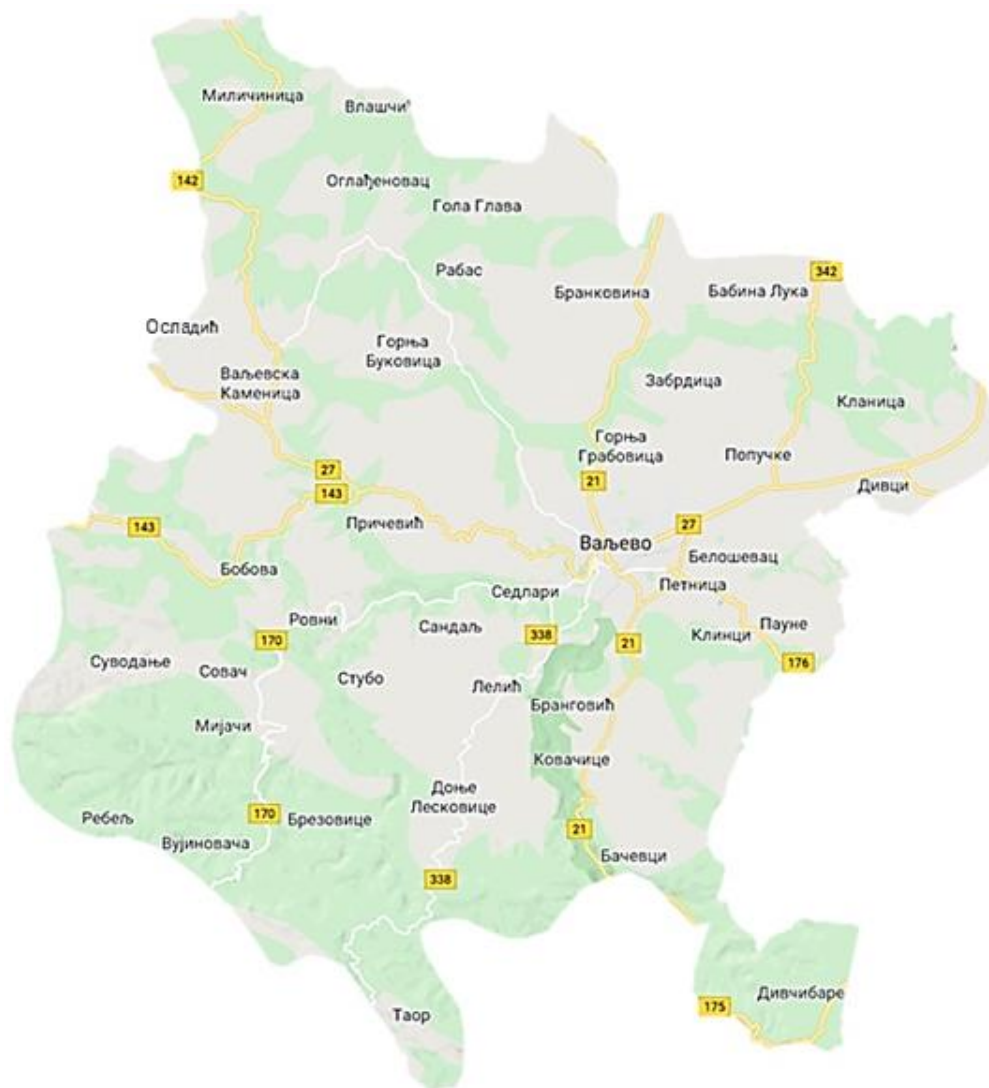 Миличиница
Влашчи
142
Оглађеновац
Гола Глава
Рабас
342
Бранковина
Бабина Лука
Осладић
Горња
Буковица
Ваљевска
Каменица
Забрдица
Кланица
Горња
Грабовица
Попучке
27
21
Дивци
143
Причевић
27
143
Ваљево
Белошевац
Бобова
Петница
Седлари
Ровни
Сандаљ
338
Пауне
170
21
Клинци
176
Суводање
Совач
Стубо
Лелић
Бранговић
Мијачи
Ковачице
Доње
Лесковице
170
Ребељ
Брезовице
21
Вујиновача
Бачевци
338
Дивчибаре
175
Таор